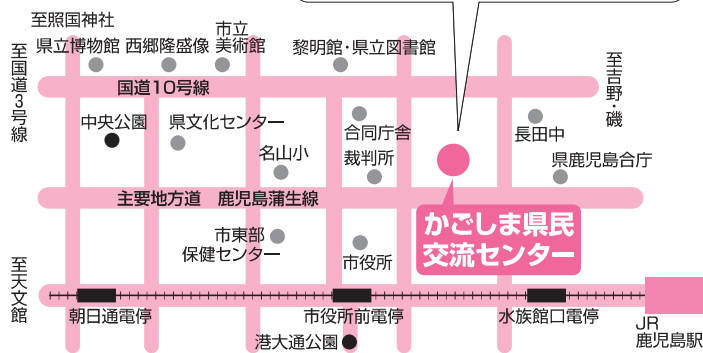 至照国神社
県立博物館
西郷隆盛像
市立
美術館
黎明館・県立図書館
至国道3号線
国道10号線
至吉野・磯
中央公園
県文化センター
合同庁舎
長田中
名山小
裁判所
県鹿児島合庁
主要地方道　鹿児島蒲生線
かごしま県民
交流センター
市東部
保健センター
市役所
至天文館
朝日通電停
市役所前電停
水族館口電停
JR
鹿児島駅
港大通公園